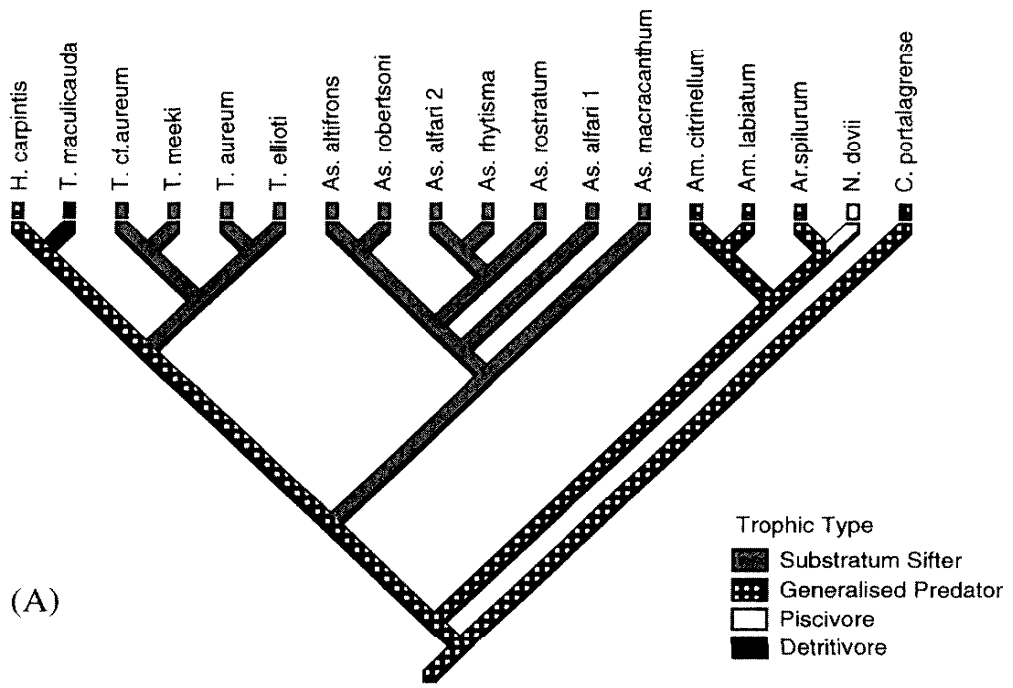 H. carpintis
T. maculicauda
T. cf.aureum
T. meeki
T. aureum
T. ellioti
As. altifrons
As. robertsoni
As. alfari 2
As. rhytisma
As. rostratum
As. alfari 1
As. macracanthum
Am. citrinellum
Am. labiatum
Ar.spilurum
N. dovii
C. portalagrense
Trophic Type
Substratum Sifter
Generalised Predator
Piscivore
Detritivore
(A)